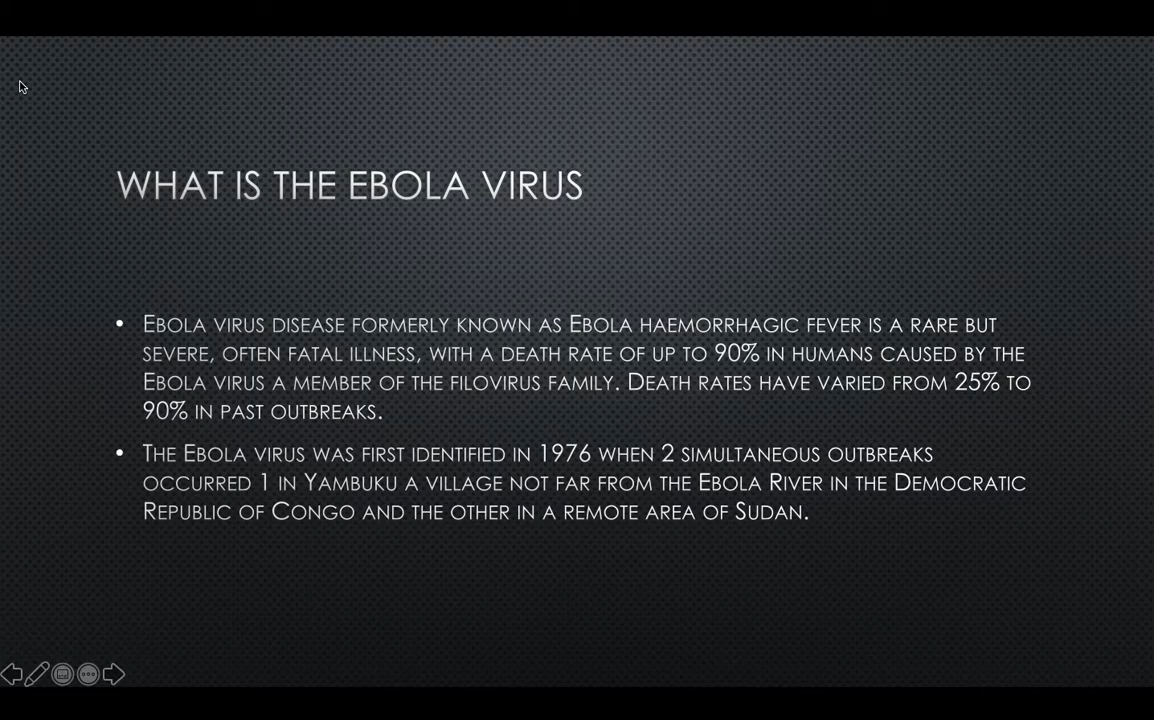 WHAT IS THE EBOLA VIRUS
• EBOLA VIRUS DISEASE FORMERLY KNOWN AS EBOLA HAEMORRHAGIC FEVER IS A RARE BUT
SEVERE, OFTEN FATAL ILLNESS, WITH A DEATH RATE OF UP TO 90% IN HUMANS CAUSED BY THE
EBOLA VIRUS A MEMBER OF THE FILOVIRUS FAMILY. DEATH RATES HAVE VARIED FROM 25% TO
90% IN PAST OUTBREAKS.
• THE EBOLA VIRUS WAS FIRST IDENTIFIED IN 1976 WHEN 2 SIMULTANEOUS OUTBREAKS
OCCURRED 1 IN YAMBUKU A VILLAGE NOT FAR FROM THE EBOLA RIVER IN THE DEMOCRATIC
REPUBLIC OF CONGO AND THE OTHER IN A REMOTE AREA OF SUDAN.